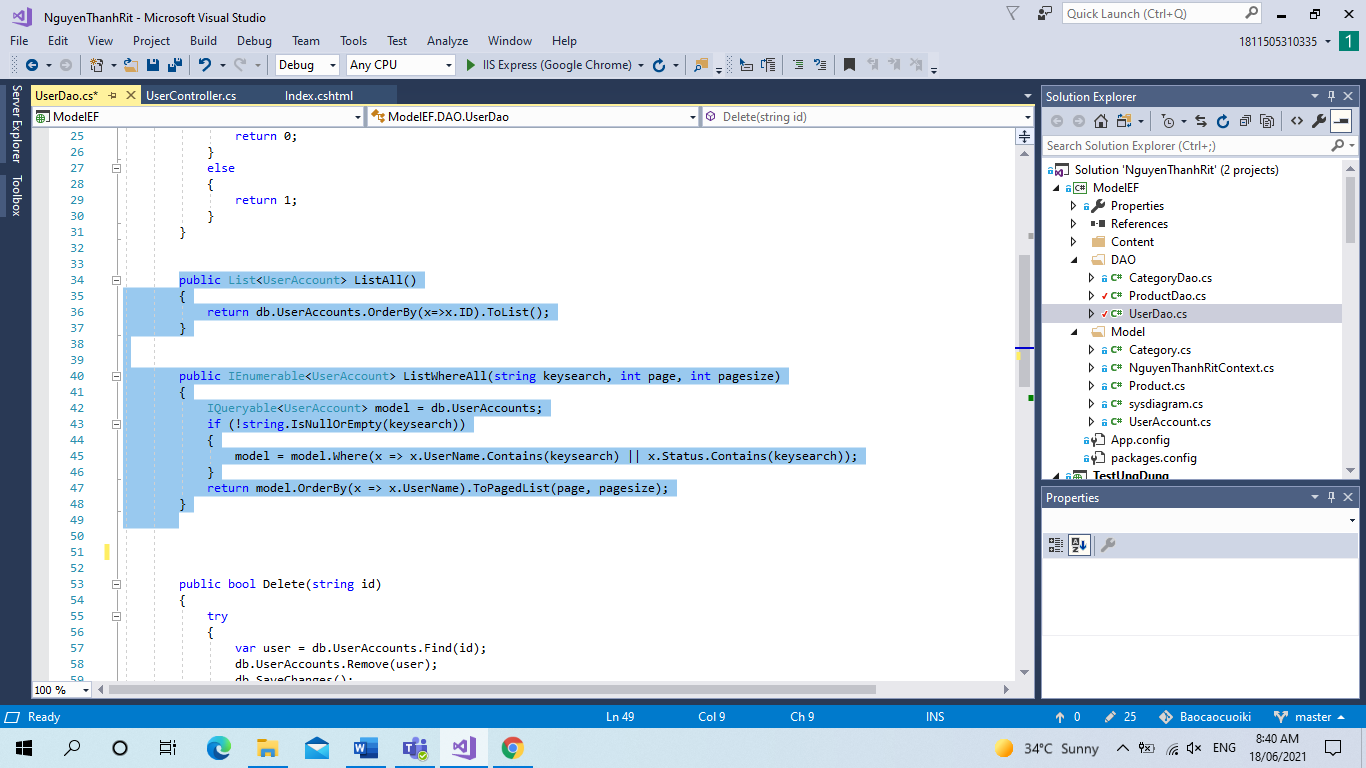 NguyenThanhRit - Microsoft Visual Studio
Quick Launch (Ctrl+Q)
File Edit View Project Build Debug Team Tools Test Analyze Window Help
1811505310335
1
Debug Any CPU IIS Express (Google Chrome)
Server Explorer
Toolbox
UserDao.cs* UserController.cs Index.cshtml
ModelEF ModelEF.DAO.UserDao Delete(string id)
25 return 0;
26 }
27 else
28 {
29 return 1;
30 }
31 }
32
33
34 public List<UserAccount> ListAll()
35 {
36 return db.UserAccounts.OrderBy(x=>x.ID).ToList();
37 }
38
39
40 public IEnumerable<UserAccount> ListWhereAll(string keysearch, int page, int pagesize)
41 {
42 IQueryable<UserAccount> model = db.UserAccounts;
43 if (!string.IsNullOrEmpty(keysearch))
44 {
45 model = model.Where(x => x.UserName.Contains(keysearch) || x.Status.Contains(keysearch));
46 }
47 return model.OrderBy(x => x.UserName).ToPagedList(page, pagesize);
48 }
49
50
51
52
53 public bool Delete(string id)
54 {
55 try
56 {
57 var user = db.UserAccounts.Find(id);
58 db.UserAccounts.Remove(user);
59 db.SaveChanges();
100 %
Solution Explorer
Search Solution Explorer (Ctrl+;)
Solution 'NguyenThanhRit' (2 projects)
C# ModelEF
Properties
References
Content
DAO
C# CategoryDao.cs
C# ProductDao.cs
C# UserDao.cs
Model
C# Category.cs
C# NguyenThanhRitContext.cs
C# Product.cs
C# sysdiagram.cs
C# UserAccount.cs
App.config
packages.config
TestUngDung
Properties
Ready Ln 49 Col 9 Ch 9 INS 0 25 Baocaocuoiki master
34°C Sunny ENG
8:40 AM
18/06/2021